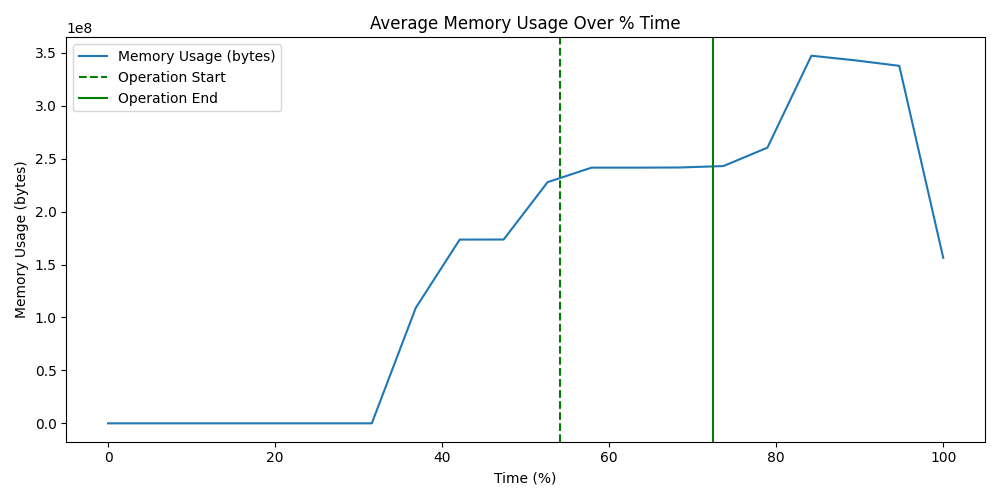 Average Memory Usage Over % Time
1e8
Memory Usage (bytes)
Operation Start
Operation End
3.5
3.0
2.5
2.0
1.5
1.0
0.5
0.0
Memory Usage (bytes)
0 20 40 60 80 100
Time (%)